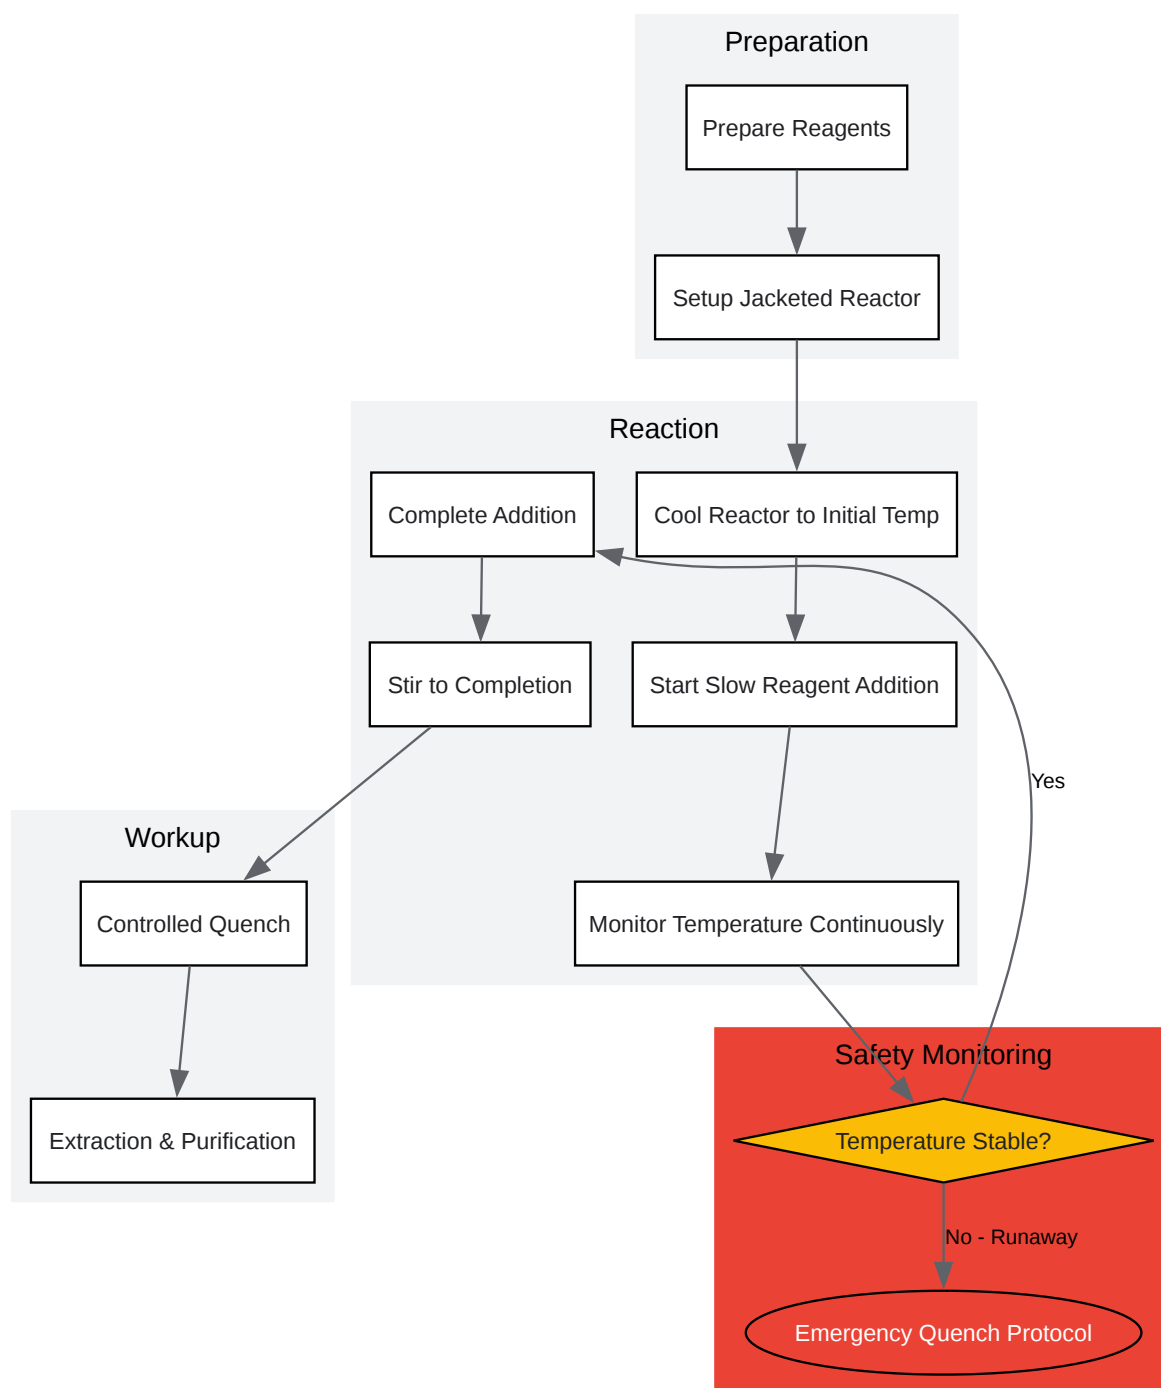 Preparation
Prepare Reagents
Setup Jacketed Reactor
Reaction
Complete Addition
Cool Reactor to Initial Temp
Stir to Completion
Start Slow Reagent Addition
Yes
Workup
Controlled Quench
Monitor Temperature Continuously
Safety Monitoring
Extraction & Purification
Temperature Stable?
No - Runaway
Emergency Quench Protocol